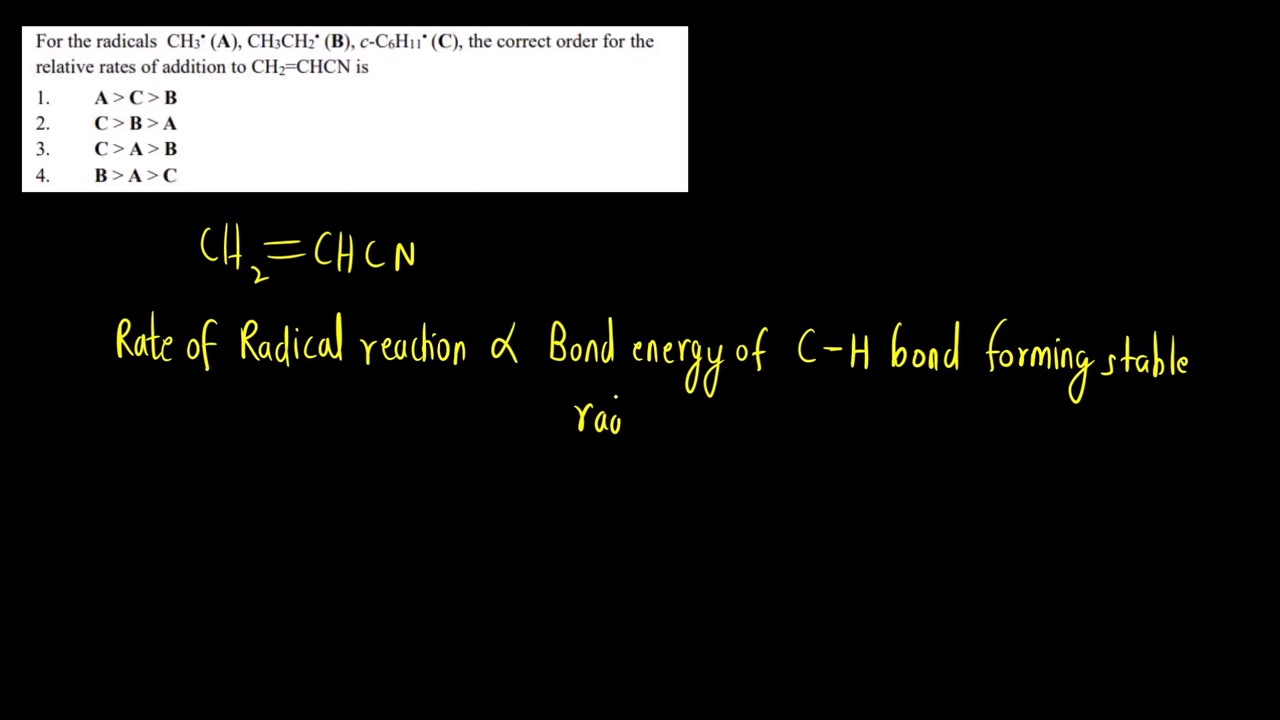 For the radicals CH₃• (A), CH₃CH₂• (B), c-C₆H₁₁• (C), the correct order for the
relative rates of addition to CH₂=CHCN is
1. A > C > B
2. C > B > A
3. C > A > B
4. B > A > C
CH₂=CHCN
Rate of Radical reaction ∝ Bond energy of C-H bond forming stable